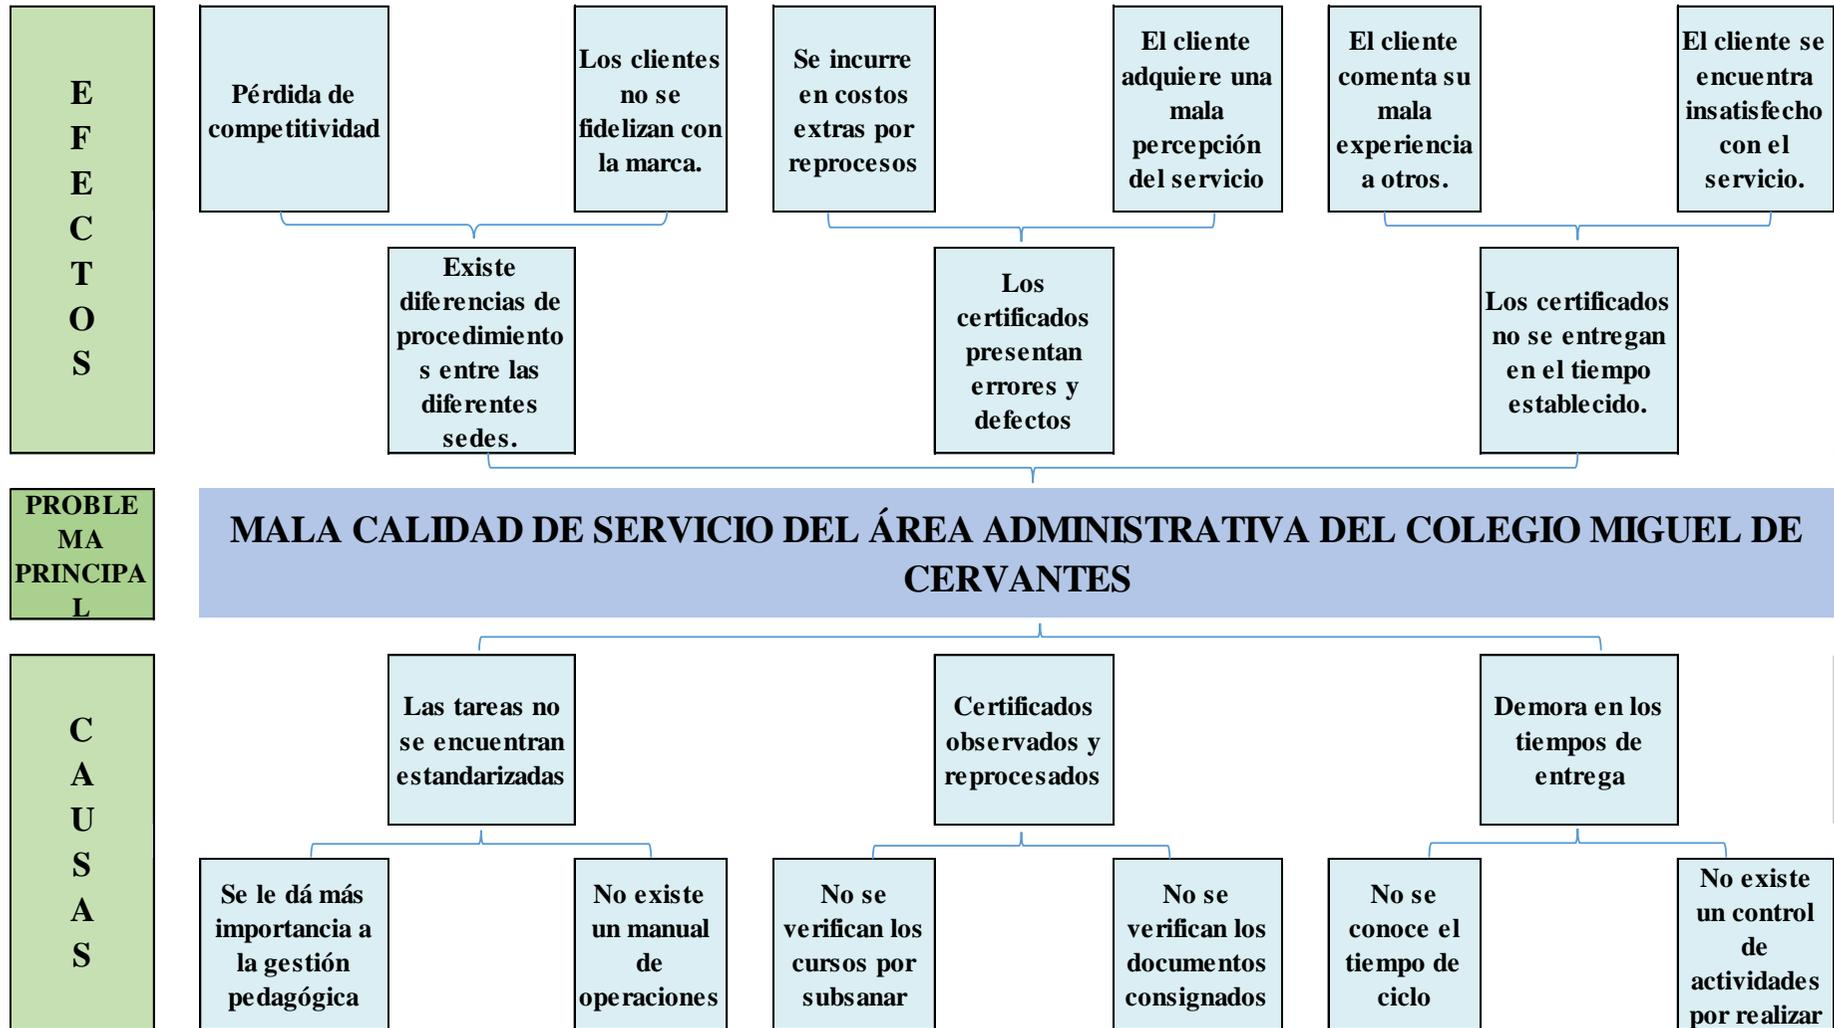 EFECTOS
Pérdida de
competitividad
Los clientes
no se
fidelizan con
la marca.
Se incurre
en costos
extras por
reprocesos
El cliente
adquiere una
mala
percepción
del servicio
El cliente
comenta su
mala
experiencia
a otros.
El cliente se
encuentra
insatisfecho
con el
servicio.
Existe
diferencias de
procedimiento
s entre las
diferentes
sedes.
Los
certificados
presentan
errores y
defectos
Los certificados
no se entregan
en el tiempo
establecido.
PROBLE
MA
PRINCIPA
L
MALA CALIDAD DE SERVICIO DEL ÁREA ADMINISTRATIVA DEL COLEGIO MIGUEL DE
CERVANTES
CAUSAS
Las tareas no
se encuentran
estandarizadas
Certificados
observados y
reprocesados
Demora en los
tiempos de
entrega
Se le dá más
importancia a
la gestión
pedagógica
No existe
un manual
de
operaciones
No se
verifican los
cursos por
subsanar
No se
verifican los
documentos
consignados
No se
conoce el
tiempo de
ciclo
No existe
un control
de
actividades
por realizar